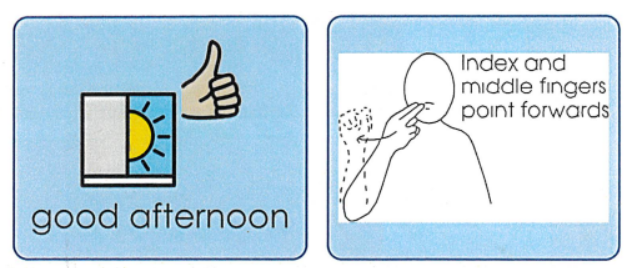 good afternoon
Index and
middle fingers
point forwards